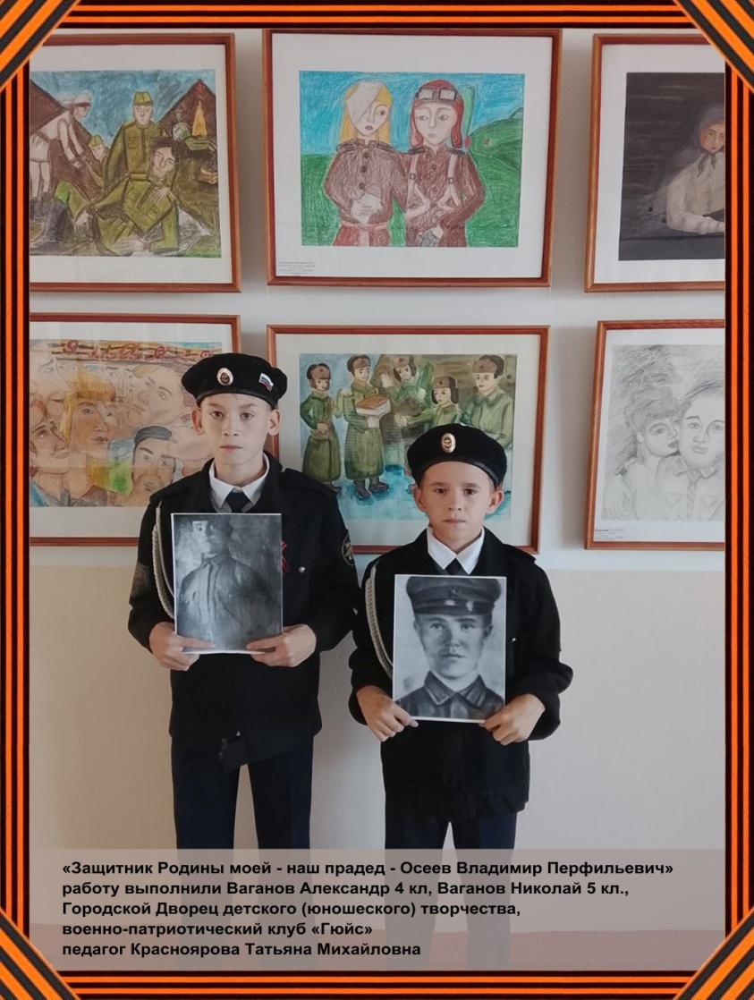 «Защитник Родины моей - наш прадед - Осеев Владимир Перфильевич»
работу выполнили Ваганов Александр 4 кл, Ваганов Николай 5 кл.,
Городской Дворец детского (юношеского) творчества,
военно-патриотический клуб «Гюйс»
педагог Красноярова Татьяна Михайловна